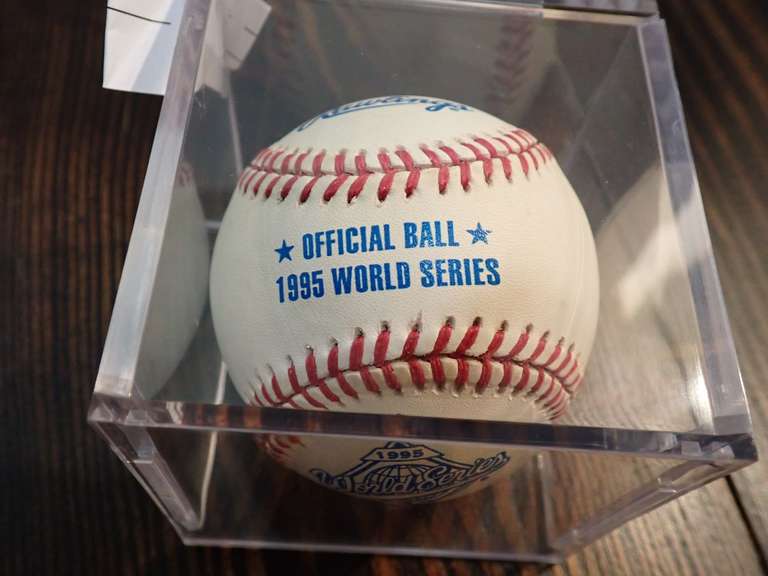 Rawlings
★ OFFICIAL BALL ★
1995 WORLD SERIES
1995
World Series